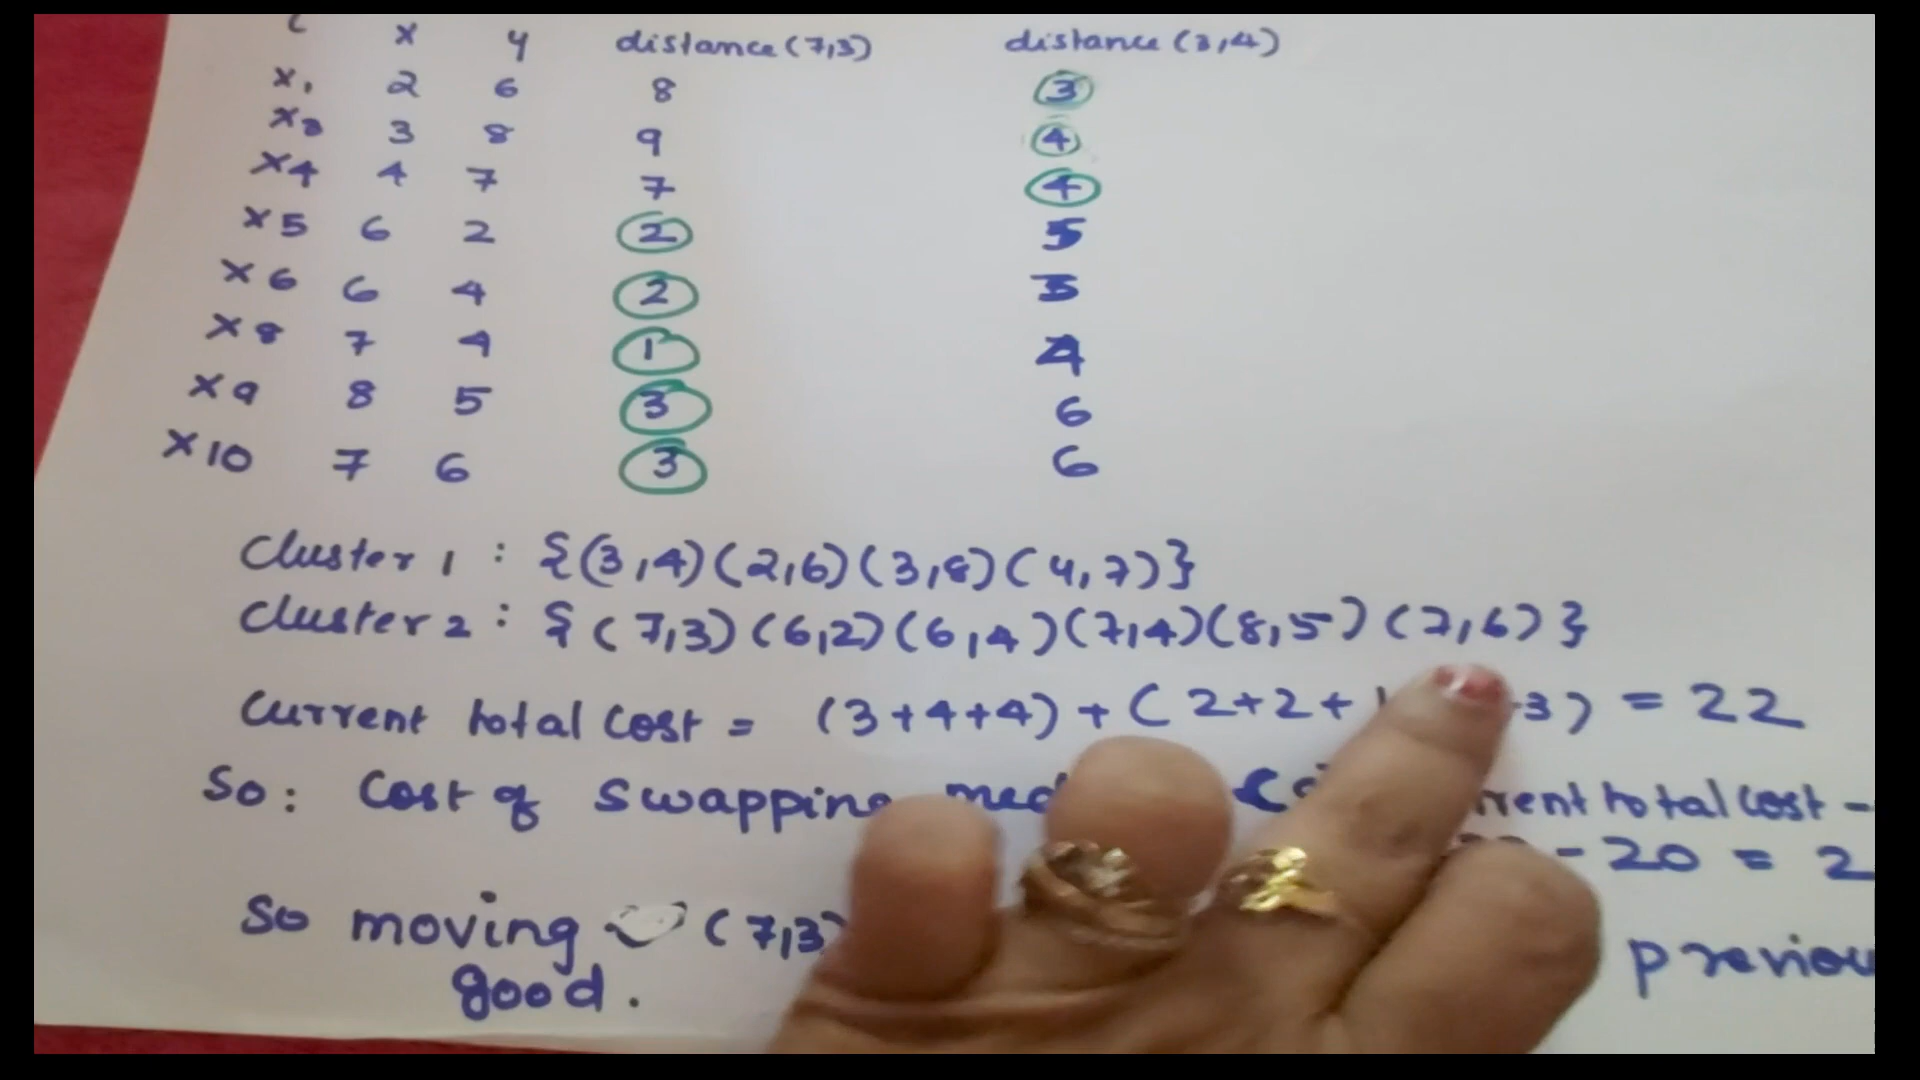 x y distance(7,3) distance(3,4)
x1 2 6 8 3
x3 3 8 9 4
x4 4 7 7 4
x5 6 2 2 5
x6 6 4 2 3
x8 7 4 1 4
x9 8 5 3 6
x10 7 6 3 6
Cluster 1 : {(3,4)(2,6)(3,8)(4,7)}
Cluster 2 : {(7,3)(6,2)(6,4)(7,4)(8,5)(7,6)}
Current total cost = (3+4+4)+(2+2+ +3) = 22
So: Cost of swapping total cost -
-20 = 2
So moving (7,3)
good.